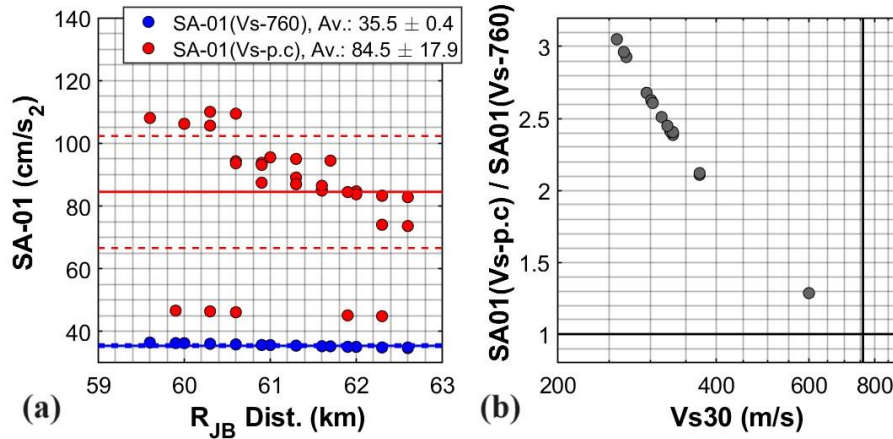 SA-01(Vs-760), Av.: 35.5 ± 0.4
SA-01(Vs-p.c), Av.: 84.5 ± 17.9
140
120
100
80
60
40
SA-01 (cm/s2)
59 60 61 62 63
(a)
RJB Dist. (km)
3
2.5
2
1.5
1
SA01(Vs-p.c) / SA01(Vs-760)
200 400 600 800
(b)
Vs30 (m/s)